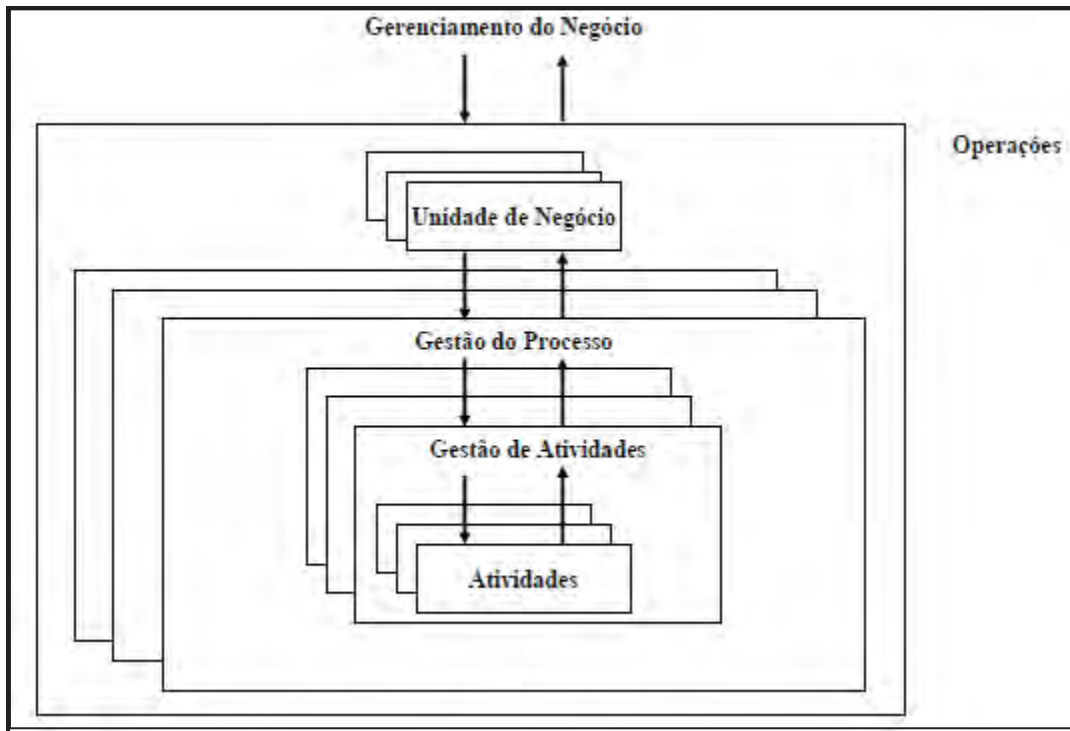 Gerenciamento do Negócio
Operações
Unidade de Negócio
Gestão do Processo
Gestão de Atividades
Atividades